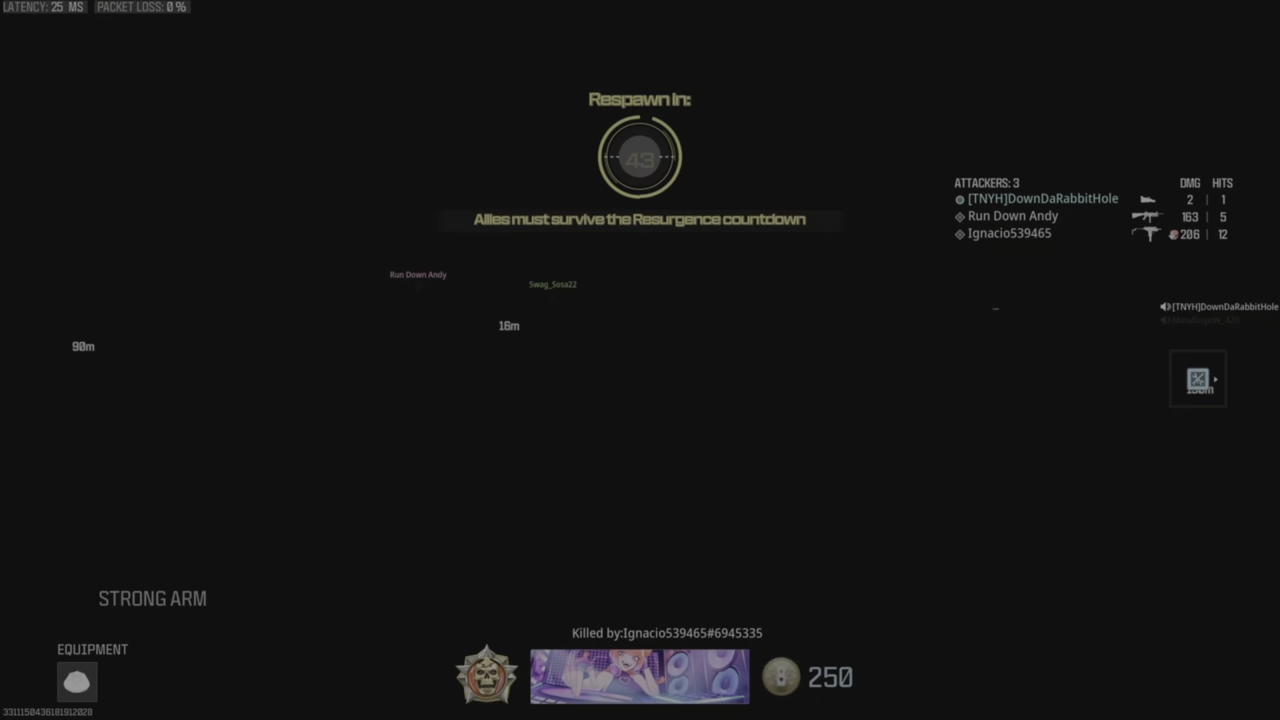 LATENCY: 25 MS PACKET LOSS: 0 %
Respawn In:
43
Allies must survive the Resurgence countdown
ATTACKERS: 3 DMG HITS
[TNYH]DownDaRabbitHole 2 | 1
Run Down Andy 163 | 5
Ignacio539465 206 | 12
Run Down Andy
Swag_Sosa22
[TNYH]DownDaRabbitHole
16m
90m
STRONG ARM
Killed by:Ignacio539465#6945335
EQUIPMENT
250
3311150436181912028